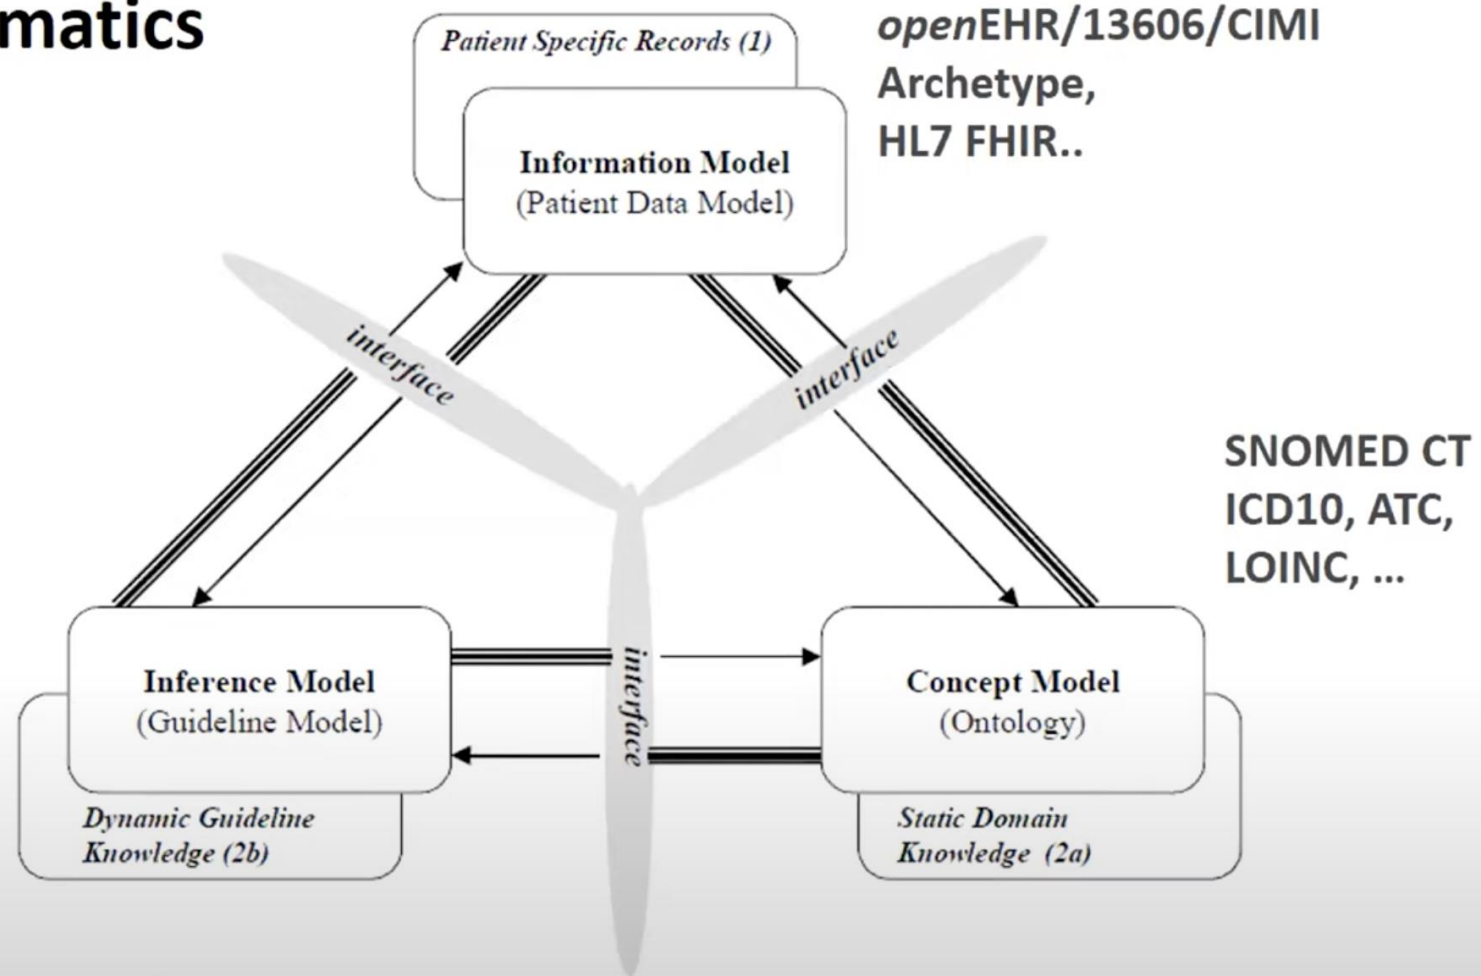 matics
Patient Specific Records (1)
Information Model
(Patient Data Model)
openEHR/13606/CIMI
Archetype,
HL7 FHIR..
interface
interface
SNOMED CT
ICD10, ATC,
LOINC, ...
Inference Model
(Guideline Model)
interface
Concept Model
(Ontology)
Dynamic Guideline
Knowledge (2b)
Static Domain
Knowledge (2a)